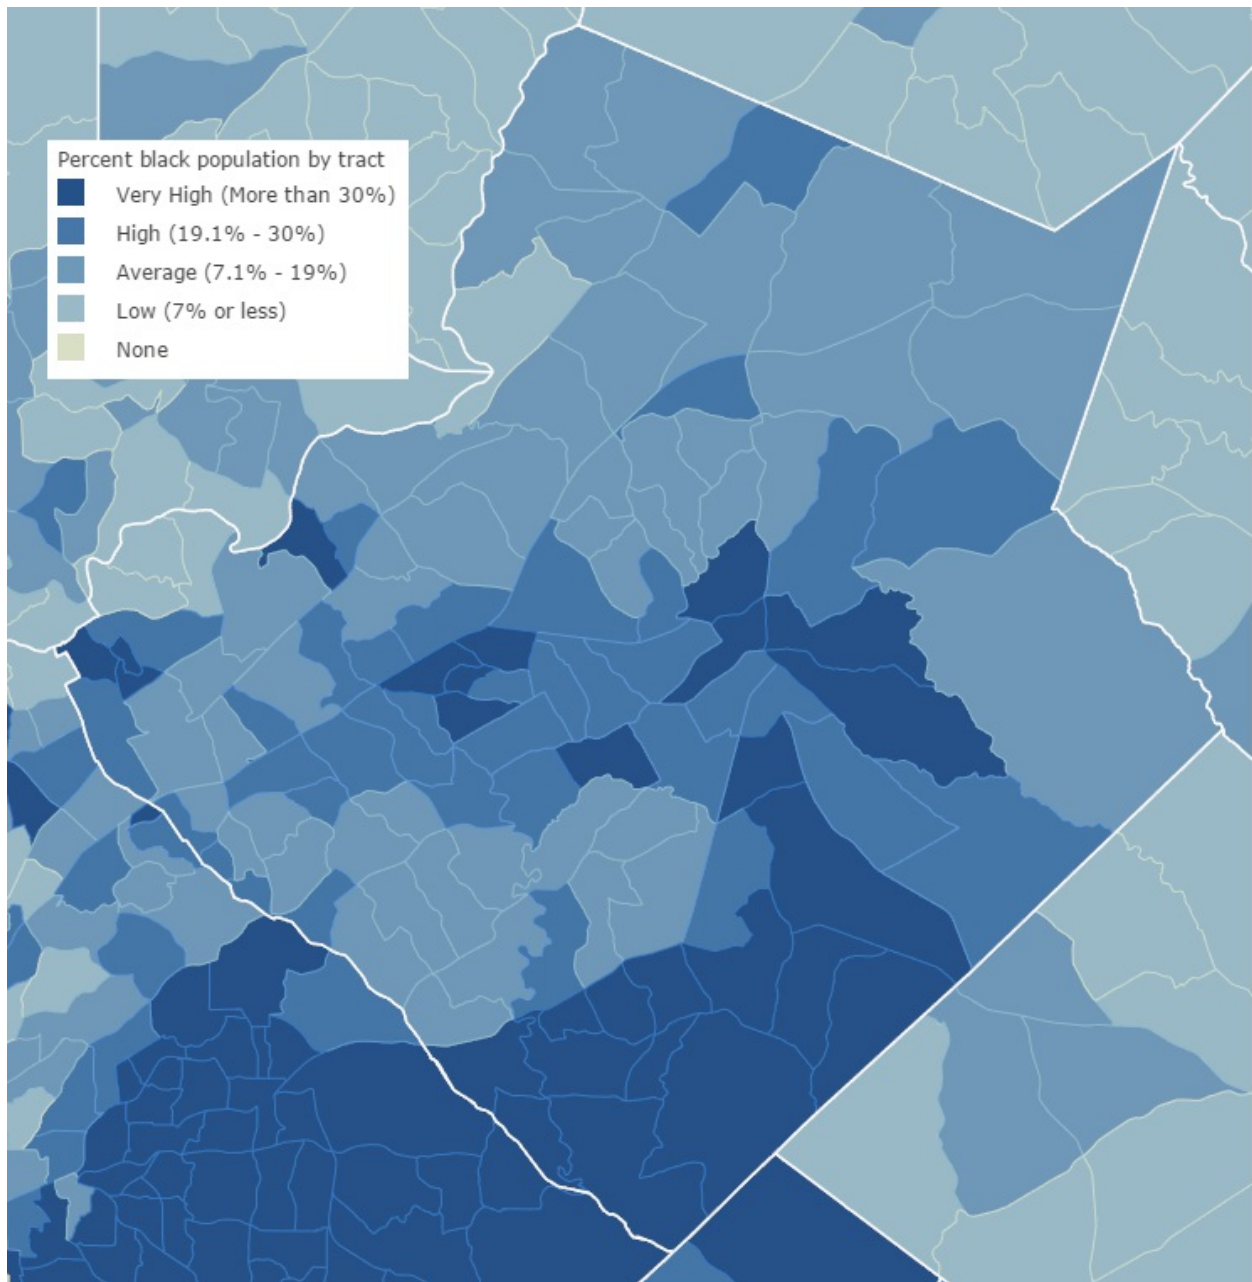 Percent black population by tract
Very High (More than 30%)
High (19.1% - 30%)
Average (7.1% - 19%)
Low (7% or less)
None